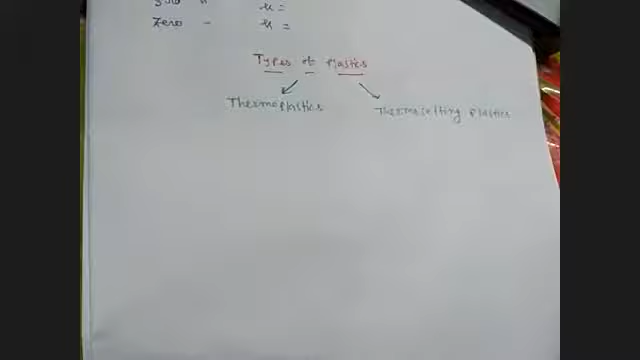 Zero - k =
Types of Plastics
Thermoplastics Thermosetting Plastics